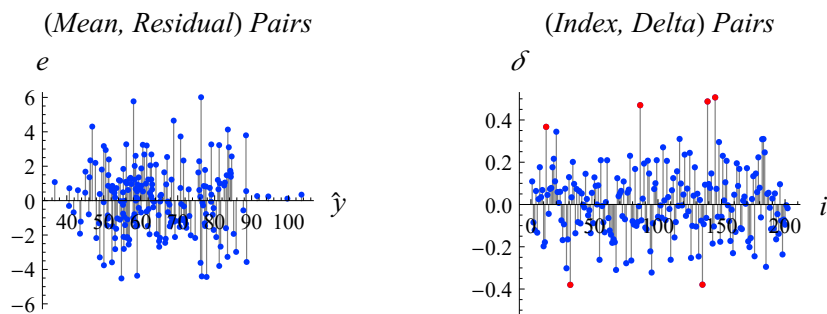 (Mean, Residual) Pairs
e
6
4
2
0
−2
−4
−6
40 50 60 70 80 90 100
ŷ
(Index, Delta) Pairs
δ
0.4
0.2
0.0
−0.2
−0.4
0 50 100 150 200
i